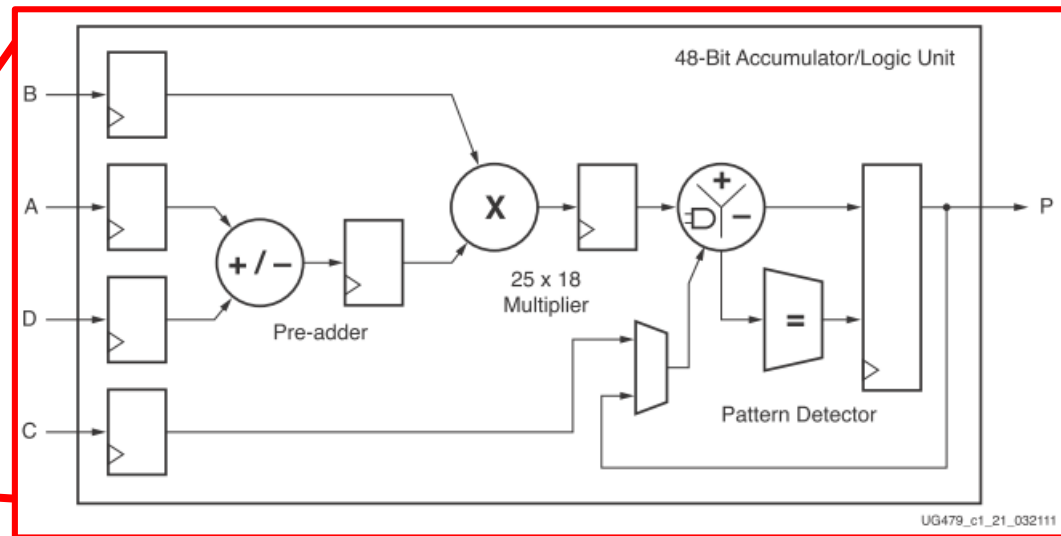 48-Bit Accumulator/Logic Unit
B
A
+
–
X
P
+ / –
25 x 18
Multiplier
=
D
Pre-adder
Pattern Detector
C
UG479_c1_21_032111